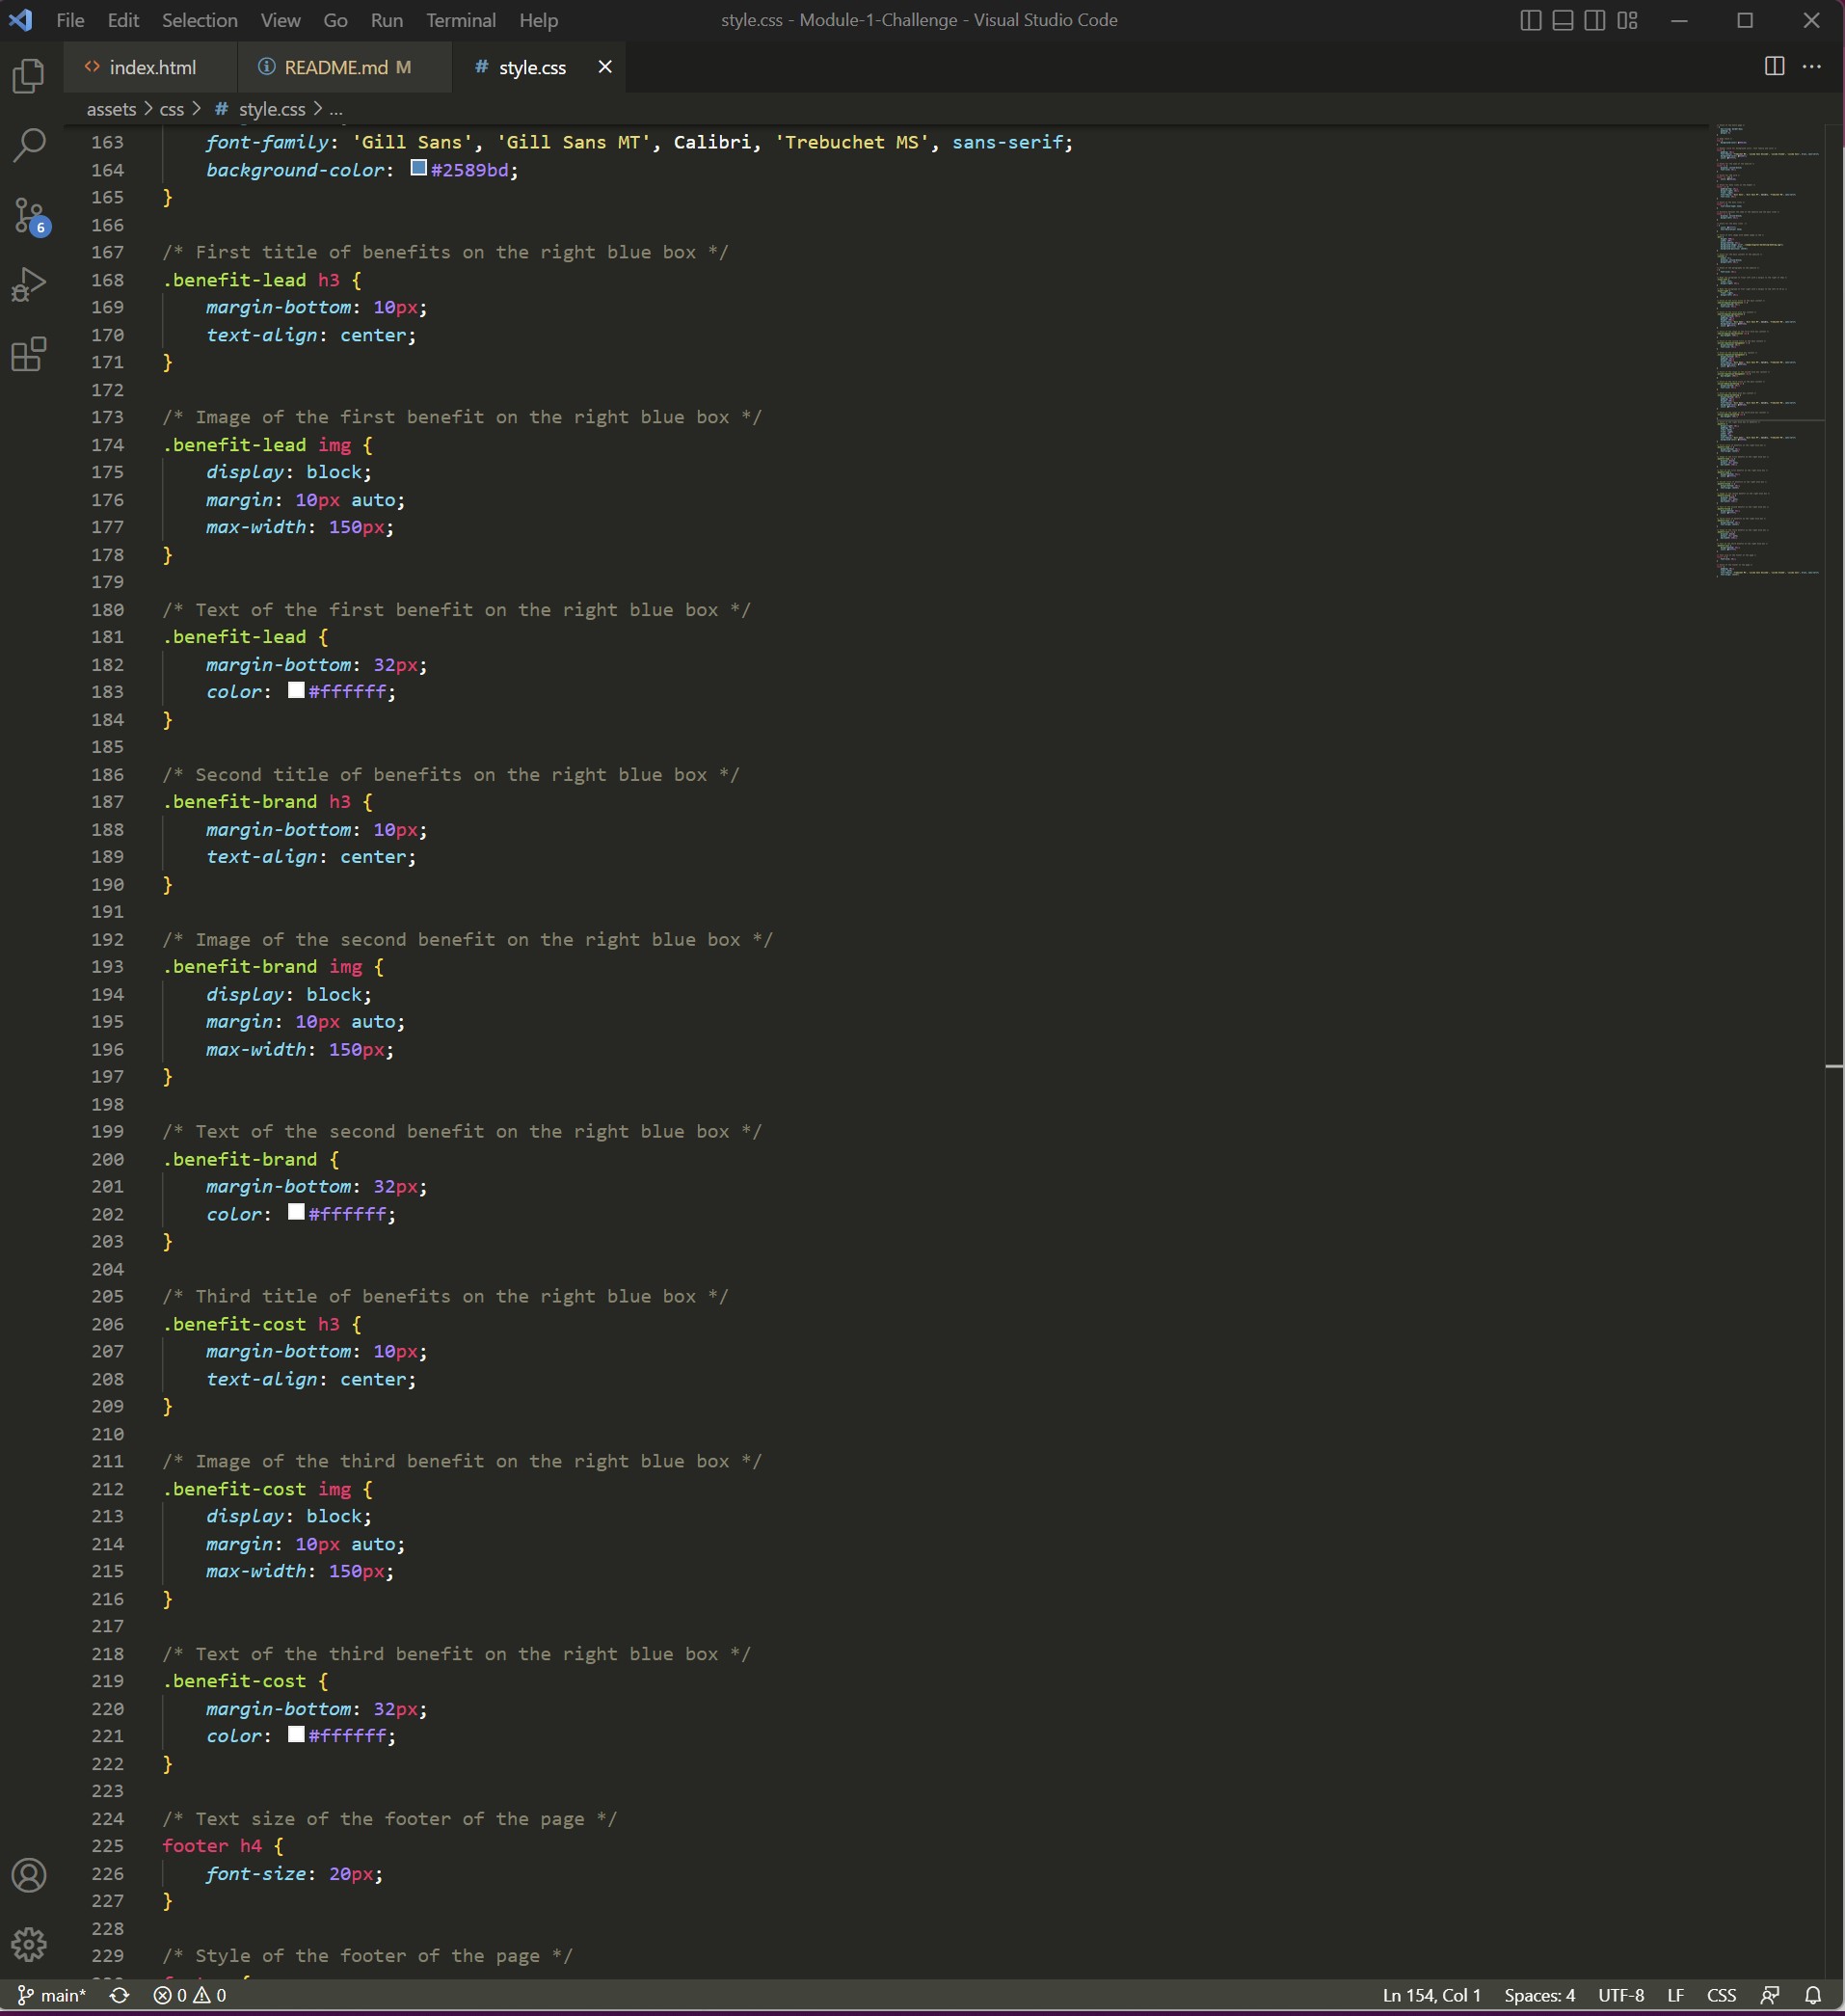 File Edit Selection View Go Run Terminal Help style.css - Module-1-Challenge - Visual Studio Code
index.html README.md M # style.css
assets > css > # style.css > ...
163 font-family: 'Gill Sans', 'Gill Sans MT', Calibri, 'Trebuchet MS', sans-serif;
164 background-color: #2589bd;
165 }
166
167 /* First title of benefits on the right blue box */
168 .benefit-lead h3 {
169 margin-bottom: 10px;
170 text-align: center;
171 }
172
173 /* Image of the first benefit on the right blue box */
174 .benefit-lead img {
175 display: block;
176 margin: 10px auto;
177 max-width: 150px;
178 }
179
180 /* Text of the first benefit on the right blue box */
181 .benefit-lead {
182 margin-bottom: 32px;
183 color: #ffffff;
184 }
185
186 /* Second title of benefits on the right blue box */
187 .benefit-brand h3 {
188 margin-bottom: 10px;
189 text-align: center;
190 }
191
192 /* Image of the second benefit on the right blue box */
193 .benefit-brand img {
194 display: block;
195 margin: 10px auto;
196 max-width: 150px;
197 }
198
199 /* Text of the second benefit on the right blue box */
200 .benefit-brand {
201 margin-bottom: 32px;
202 color: #ffffff;
203 }
204
205 /* Third title of benefits on the right blue box */
206 .benefit-cost h3 {
207 margin-bottom: 10px;
208 text-align: center;
209 }
210
211 /* Image of the third benefit on the right blue box */
212 .benefit-cost img {
213 display: block;
214 margin: 10px auto;
215 max-width: 150px;
216 }
217
218 /* Text of the third benefit on the right blue box */
219 .benefit-cost {
220 margin-bottom: 32px;
221 color: #ffffff;
222 }
223
224 /* Text size of the footer of the page */
225 footer h4 {
226 font-size: 20px;
227 }
228
229 /* Style of the footer of the page */
6
main* 0 0 Ln 154, Col 1 Spaces: 4 UTF-8 LF CSS